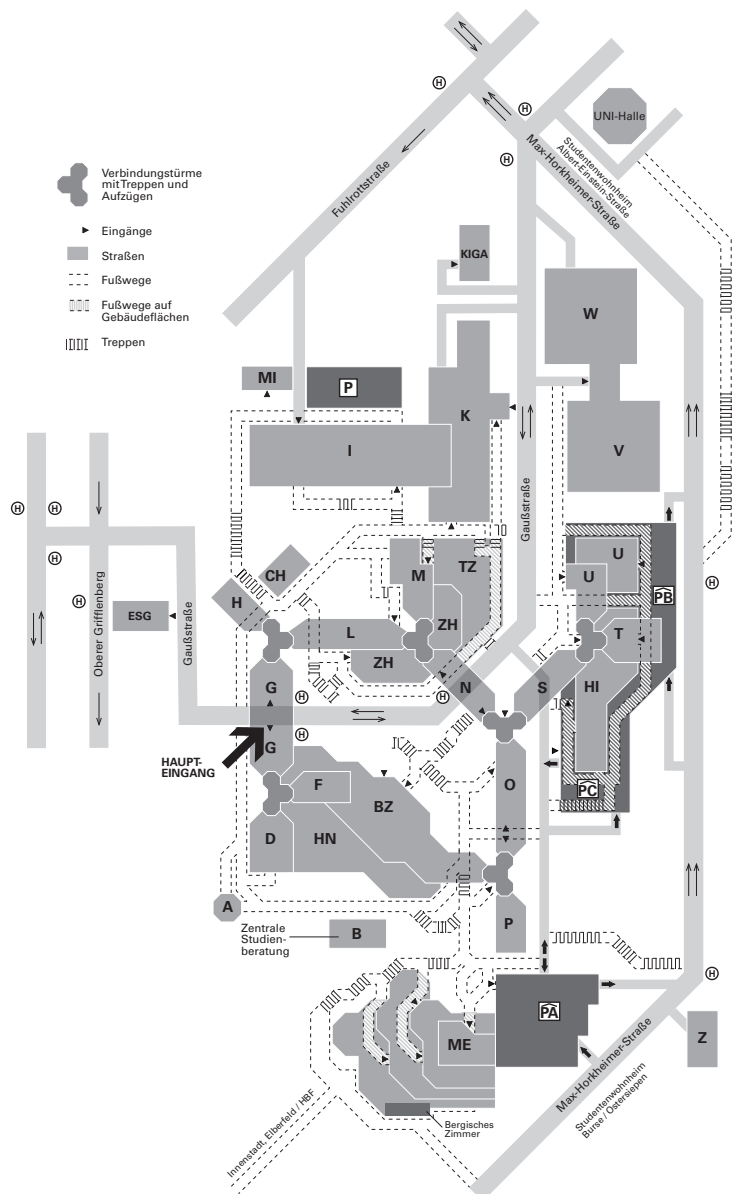 UNI-Halle
Max-Horkheimer-Straße
Studentenwohnheim
Albert-Einstein-Straße
Fuhlrottstraße
Verbindungstürme
mit Treppen und
Aufzügen
Eingänge
Straßen
Fußwege
Fußwege auf
Gebäudeflächen
Treppen
H
H
H
KIGA
W
MI
P
K
I
V
Gaußstraße
H
H
H
H
H
Oberer Grifflenberg
ESG
Gaußstraße
CH
H
M
TZ
U
U
PB
L
ZH
ZH
T
G
N
S
HI
H
H
G
HAUPT-
EINGANG
H
F
BZ
O
PC
D
HN
A
Zentrale
Studien-
beratung
B
P
H
PA
ME
Z
Max-Horkheimer-Straße
Studentenwohnheim
Burse / Ostersiepen
Bergisches
Zimmer
Innenstadt, Elberfeld / HBF